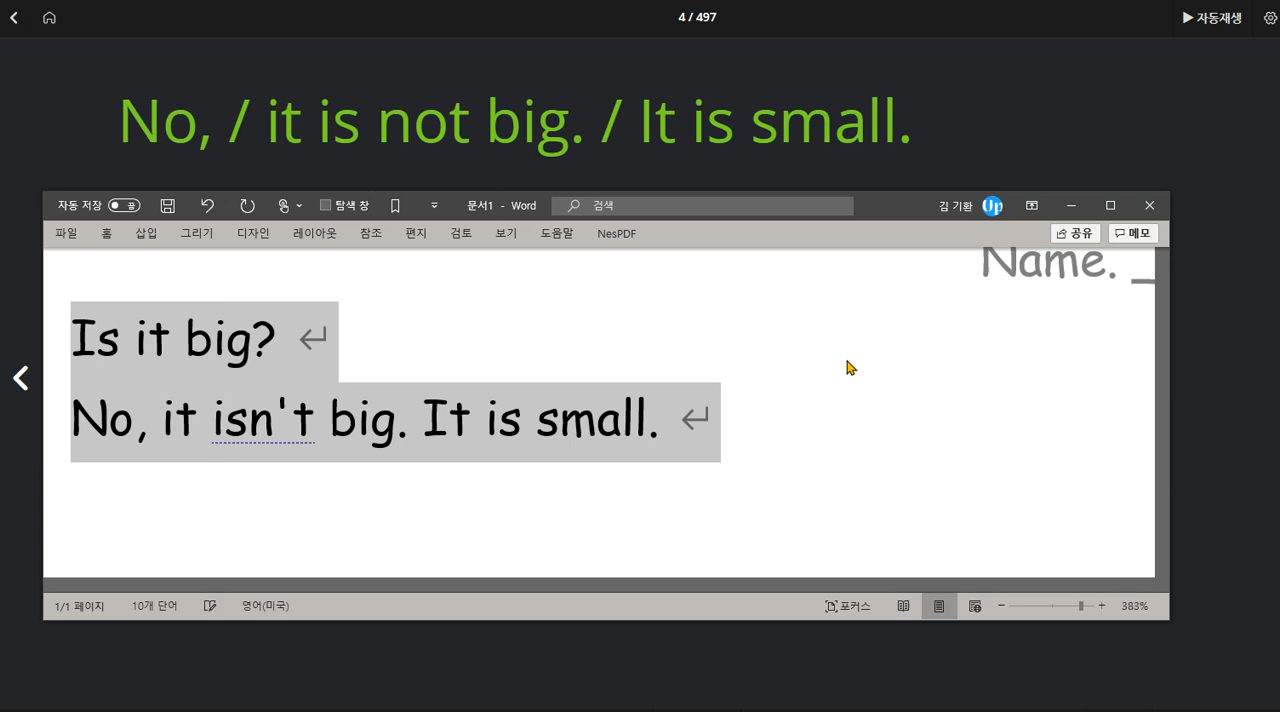 4 / 497
▶ 자동재생
No, / it is not big. / It is small.
자동 저장 끔 탐색 창 문서1 - Word 검색 김 기환 Up
파일 홈 삽입 그리기 디자인 레이아웃 참조 편지 검토 보기 도움말 NesPDF 공유 메모
Name. _
Is it big?
No, it isn't big. It is small.
1/1 페이지 10개 단어 영어(미국) 포커스 - + 383%